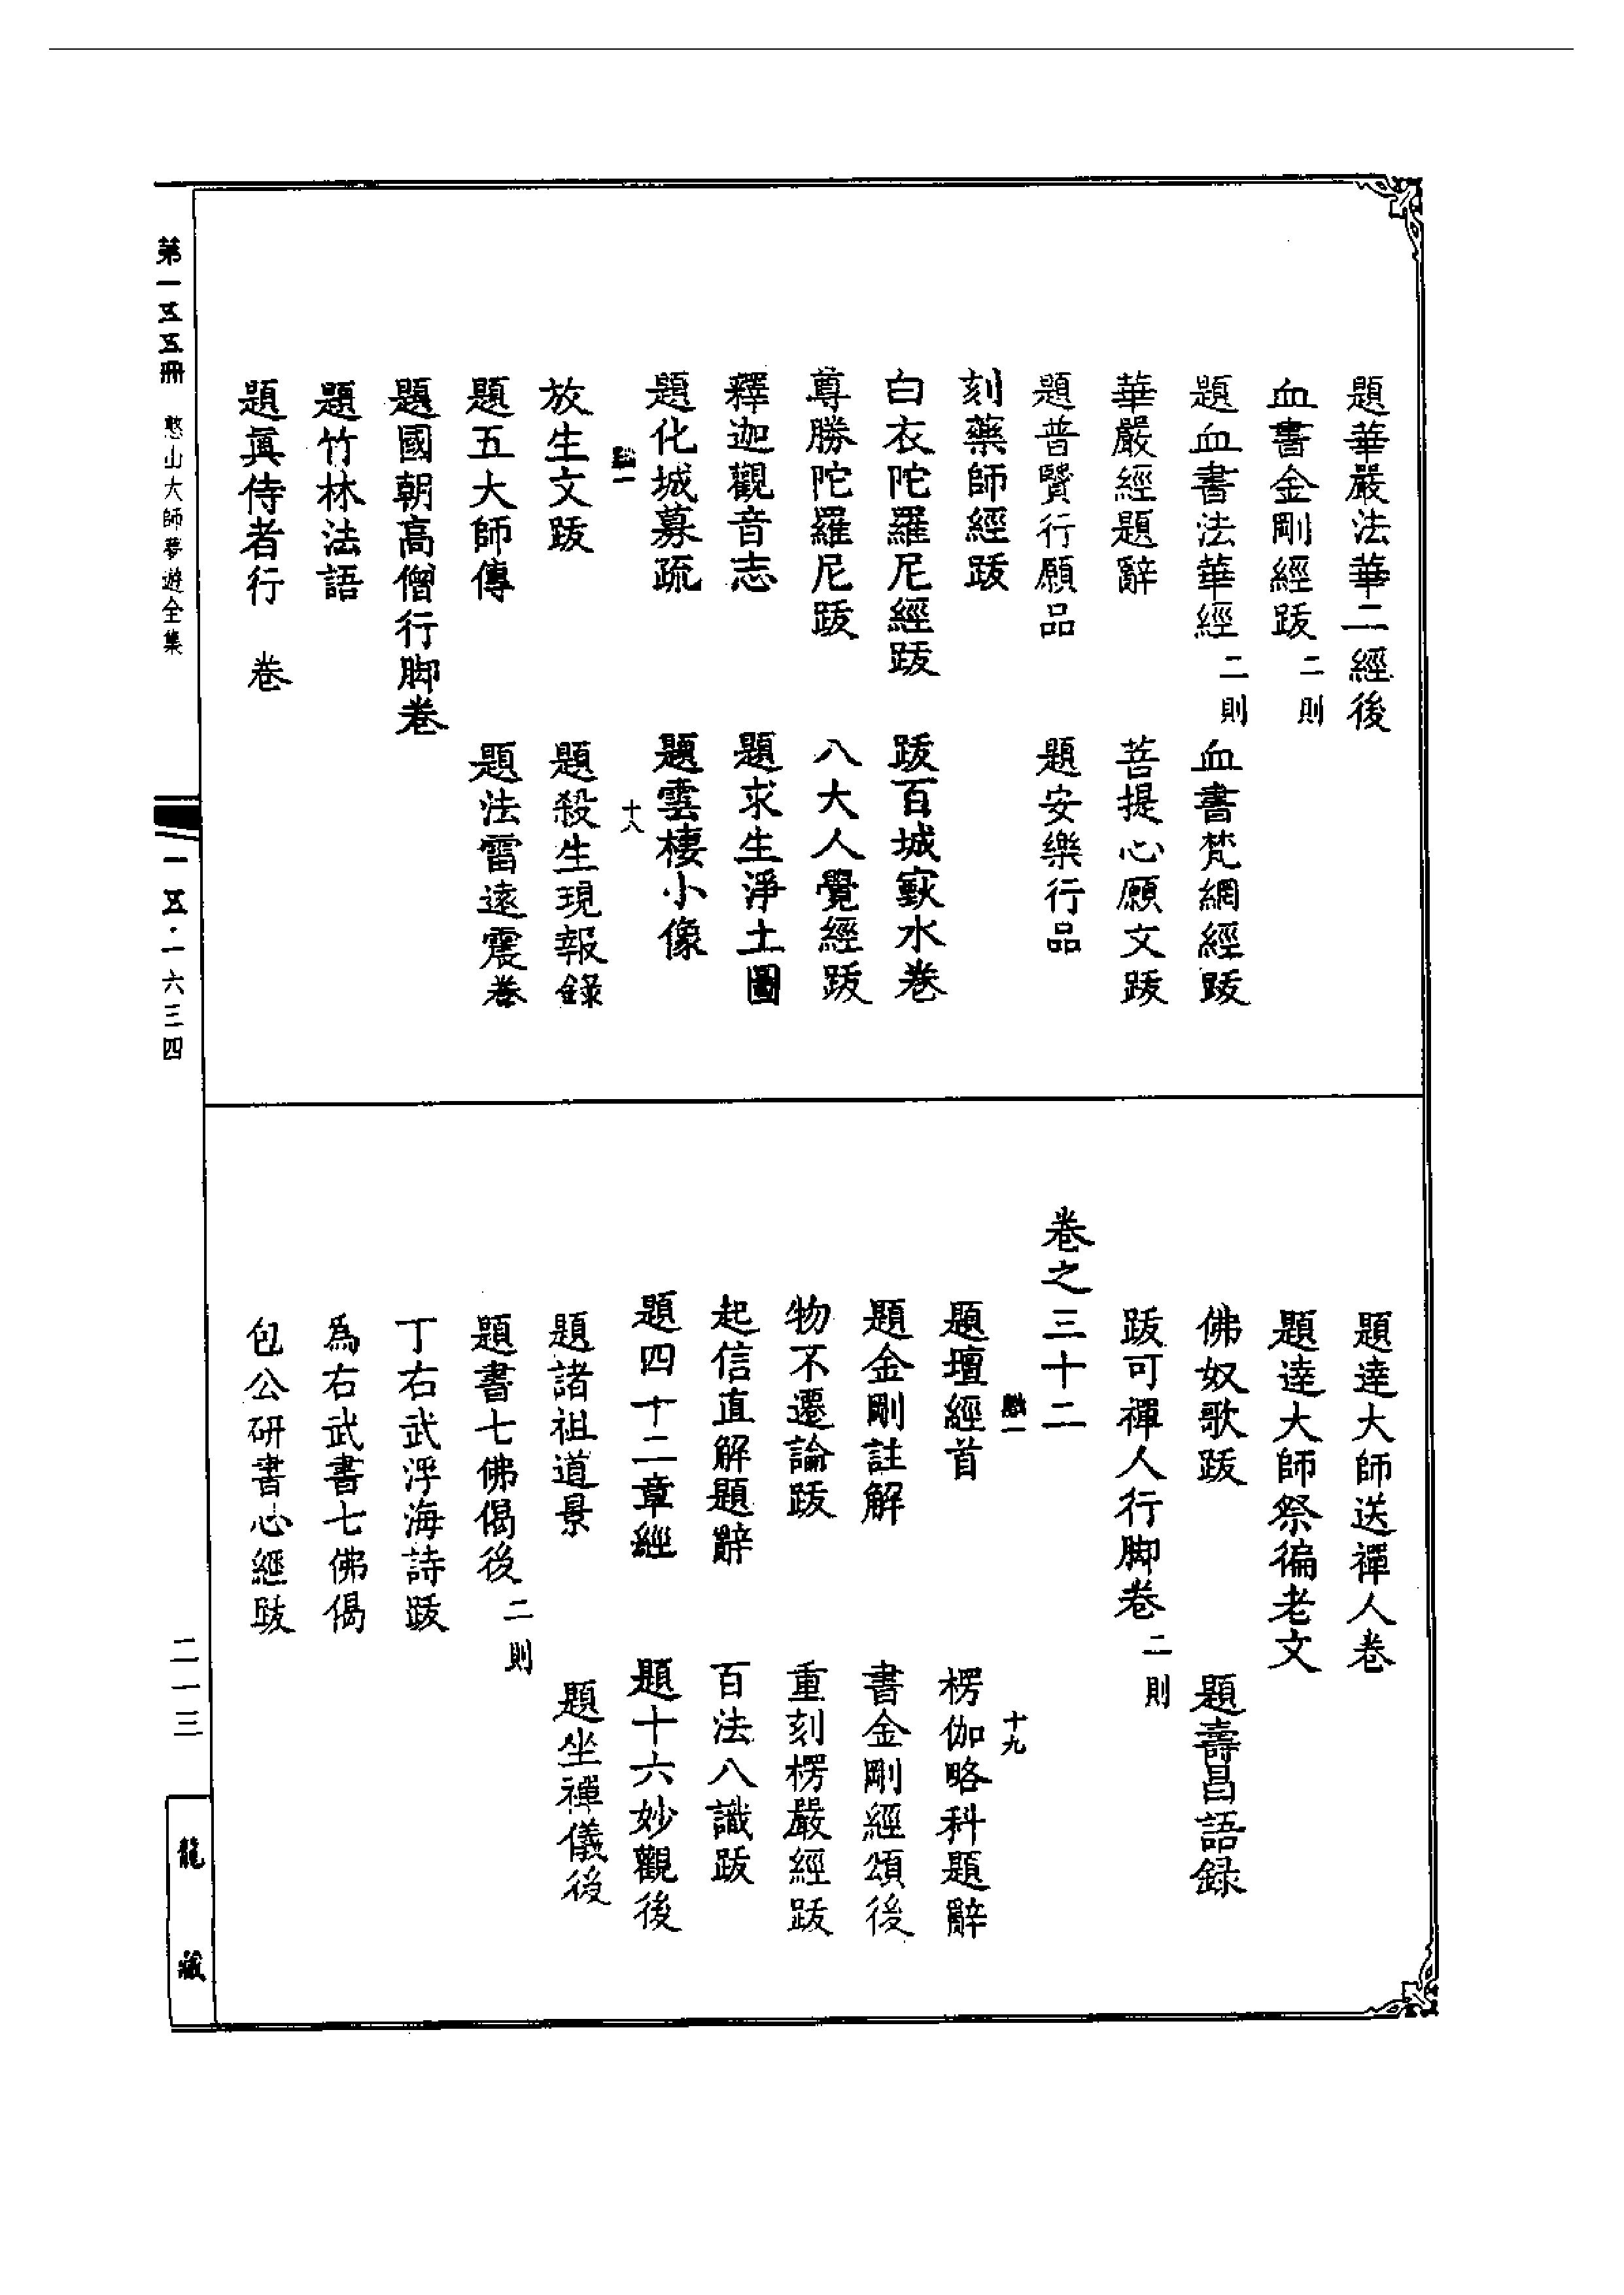 題華嚴法華二經後
血書金剛經跋二則
題血書法華經二則 血書梵網經跋
華嚴經題辭 菩提心願文跋
題普賢行願品 題安樂行品
刻藥師經跋
白衣陀羅尼經跋 跋百城歠水卷
尊勝陀羅尼跋 八大人覺經跋
釋迦觀音志 題求生淨土圖
題化城募疏 題雲棲小像
十八
放生文跋 題殺生現報錄
題五大師傳 題法雷遠震卷
題國朝高僧行脚卷
題竹林法語
題眞侍者行 卷
題達大師送禪人卷
題達大師祭徧老文
佛奴歌跋 題壽昌語録
跋可禪人行脚卷二則
卷之三十二
十九
題壇經首 楞伽略科題辭
題金剛註解 書金剛經頌後
物不遷論跋 重刻楞嚴經跋
起信直解題辭 百法八識跋
題四十二章經 題十六妙觀後
題諸祖道景 題坐禪儀後
題書七佛偈後二則
丁右武浮海詩跋
為右武書七佛偈
包公研書心經跋
第一五五冊 憨山大師夢遊全集
一五五·一六三四
二一三
龍藏